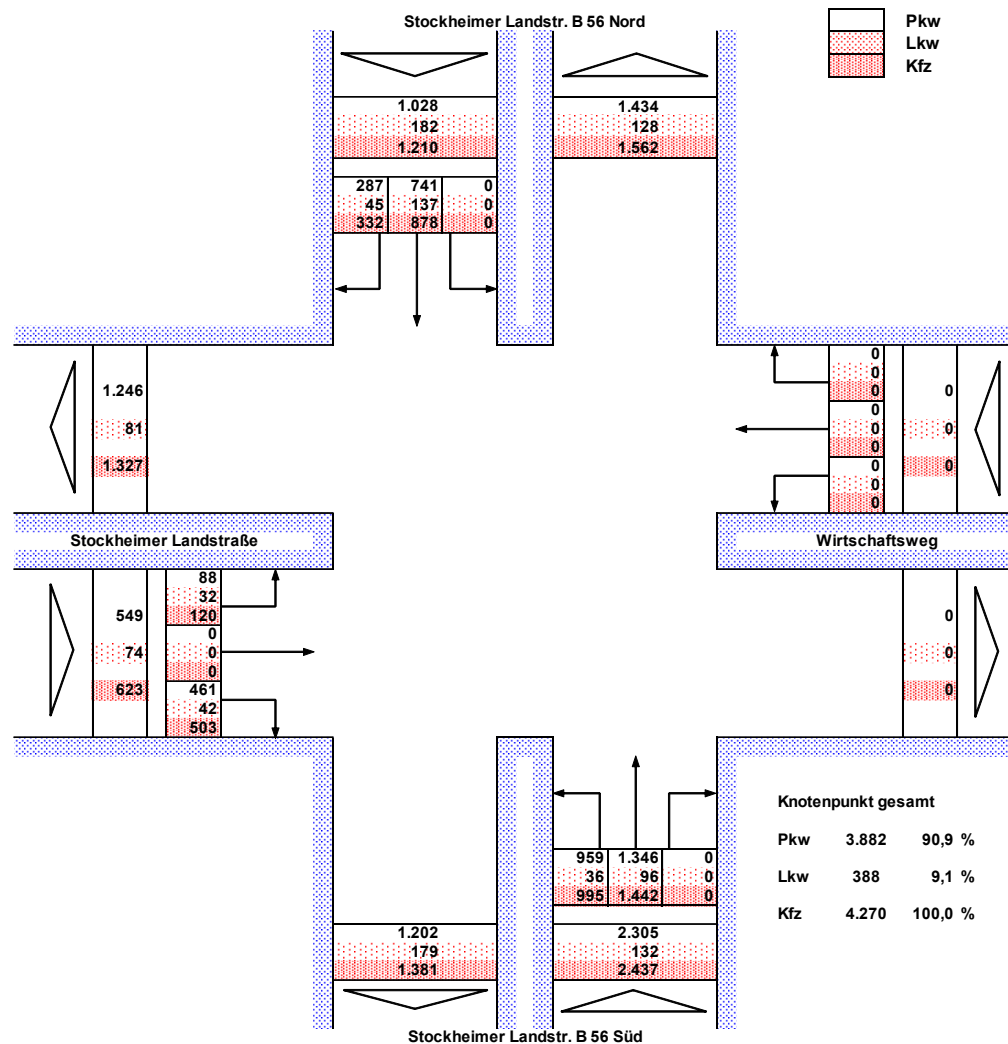 Stockheimer Landstr. B 56 Nord
Pkw
Lkw
Kfz
1.028
182
1.210
1.434
128
1.562
287 741 0
45 137 0
332 878 0
1.246
81
1.327
0
0
0
0
0
0
0
0
0
0
0
0
Stockheimer Landstraße
Wirtschaftsweg
549
74
623
88
32
120
0
0
0
461
42
503
0
0
0
Knotenpunkt gesamt
Pkw 3.882 90,9 %
Lkw 388 9,1 %
Kfz 4.270 100,0 %
959 1.346 0
36 96 0
995 1.442 0
1.202
179
1.381
2.305
132
2.437
Stockheimer Landstr. B 56 Süd